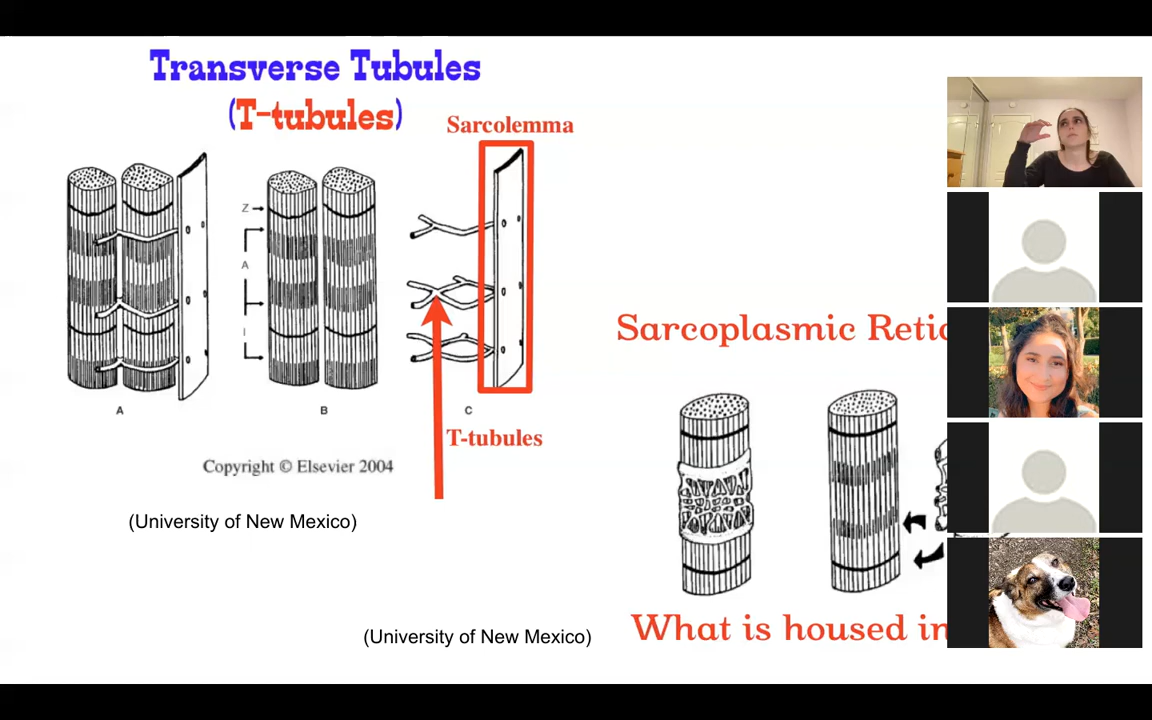 Transverse Tubules
(T-tubules)
Sarcolemma
Z
A
I
A
B
C
T-tubules
Copyright © Elsevier 2004
(University of New Mexico)
Sarcoplasmic
What is housed in
(University of New Mexico)